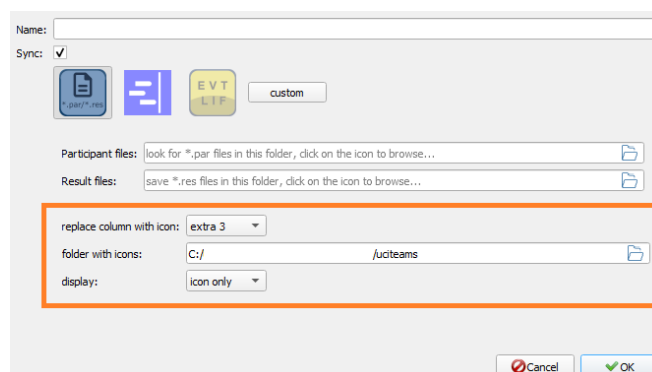 Name:
Sync:
*.par/*.res
EVT
LIF
custom
Participant files: look for *.par files in this folder, click on the icon to browse...
Result files: save *.res files in this folder, click on the icon to browse...
replace column with icon: extra 3
folder with icons: C:/ /uciteams
display: icon only
Cancel OK